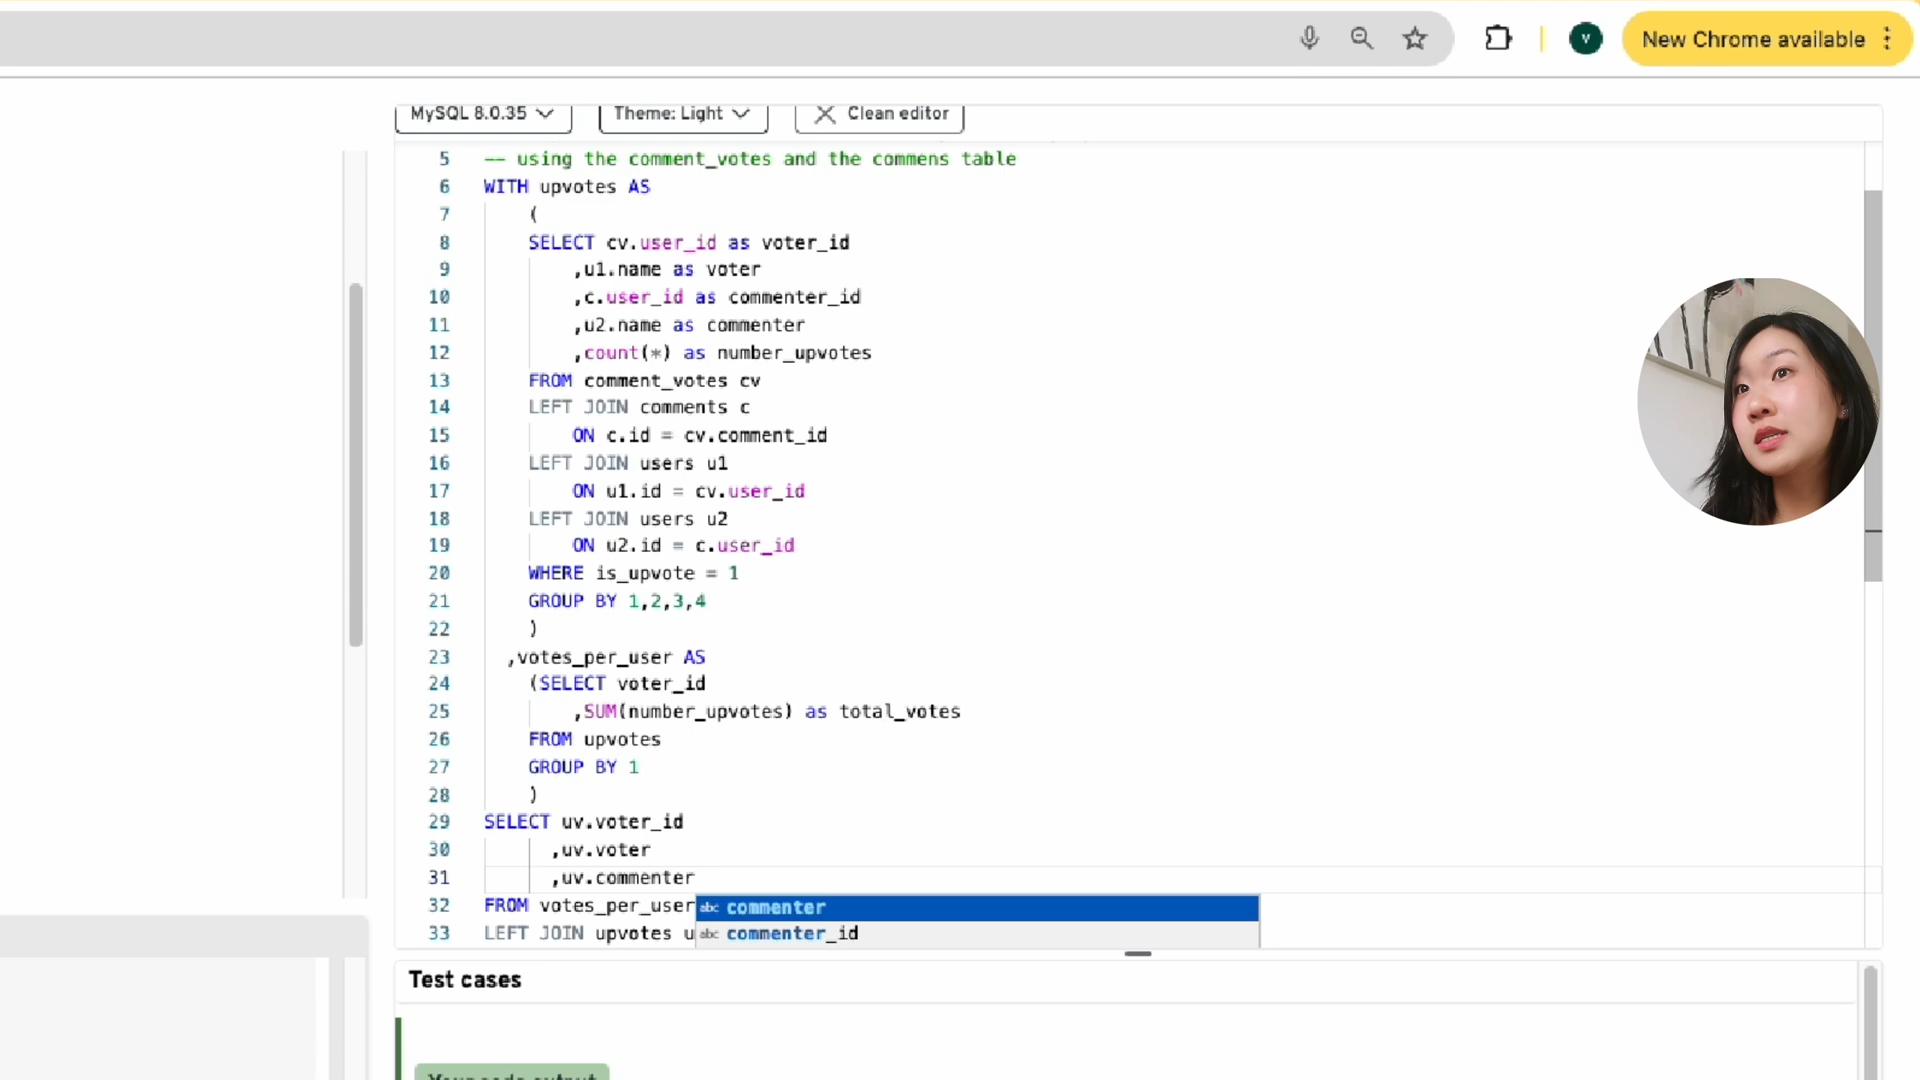 V
New Chrome available
MySQL 8.0.35
Theme: Light
Clean editor
5 -- using the comment_votes and the commens table
6 WITH upvotes AS
7 (
8 SELECT cv.user_id as voter_id
9 ,u1.name as voter
10 ,c.user_id as commenter_id
11 ,u2.name as commenter
12 ,count(*) as number_upvotes
13 FROM comment_votes cv
14 LEFT JOIN comments c
15 ON c.id = cv.comment_id
16 LEFT JOIN users u1
17 ON u1.id = cv.user_id
18 LEFT JOIN users u2
19 ON u2.id = c.user_id
20 WHERE is_upvote = 1
21 GROUP BY 1,2,3,4
22 )
23 ,votes_per_user AS
24 (SELECT voter_id
25 ,SUM(number_upvotes) as total_votes
26 FROM upvotes
27 GROUP BY 1
28 )
29 SELECT uv.voter_id
30 ,uv.voter
31 ,uv.commenter
32 FROM votes_per_user
abc commenter
33 LEFT JOIN upvotes u
abc commenter_id
Test cases
Your code output